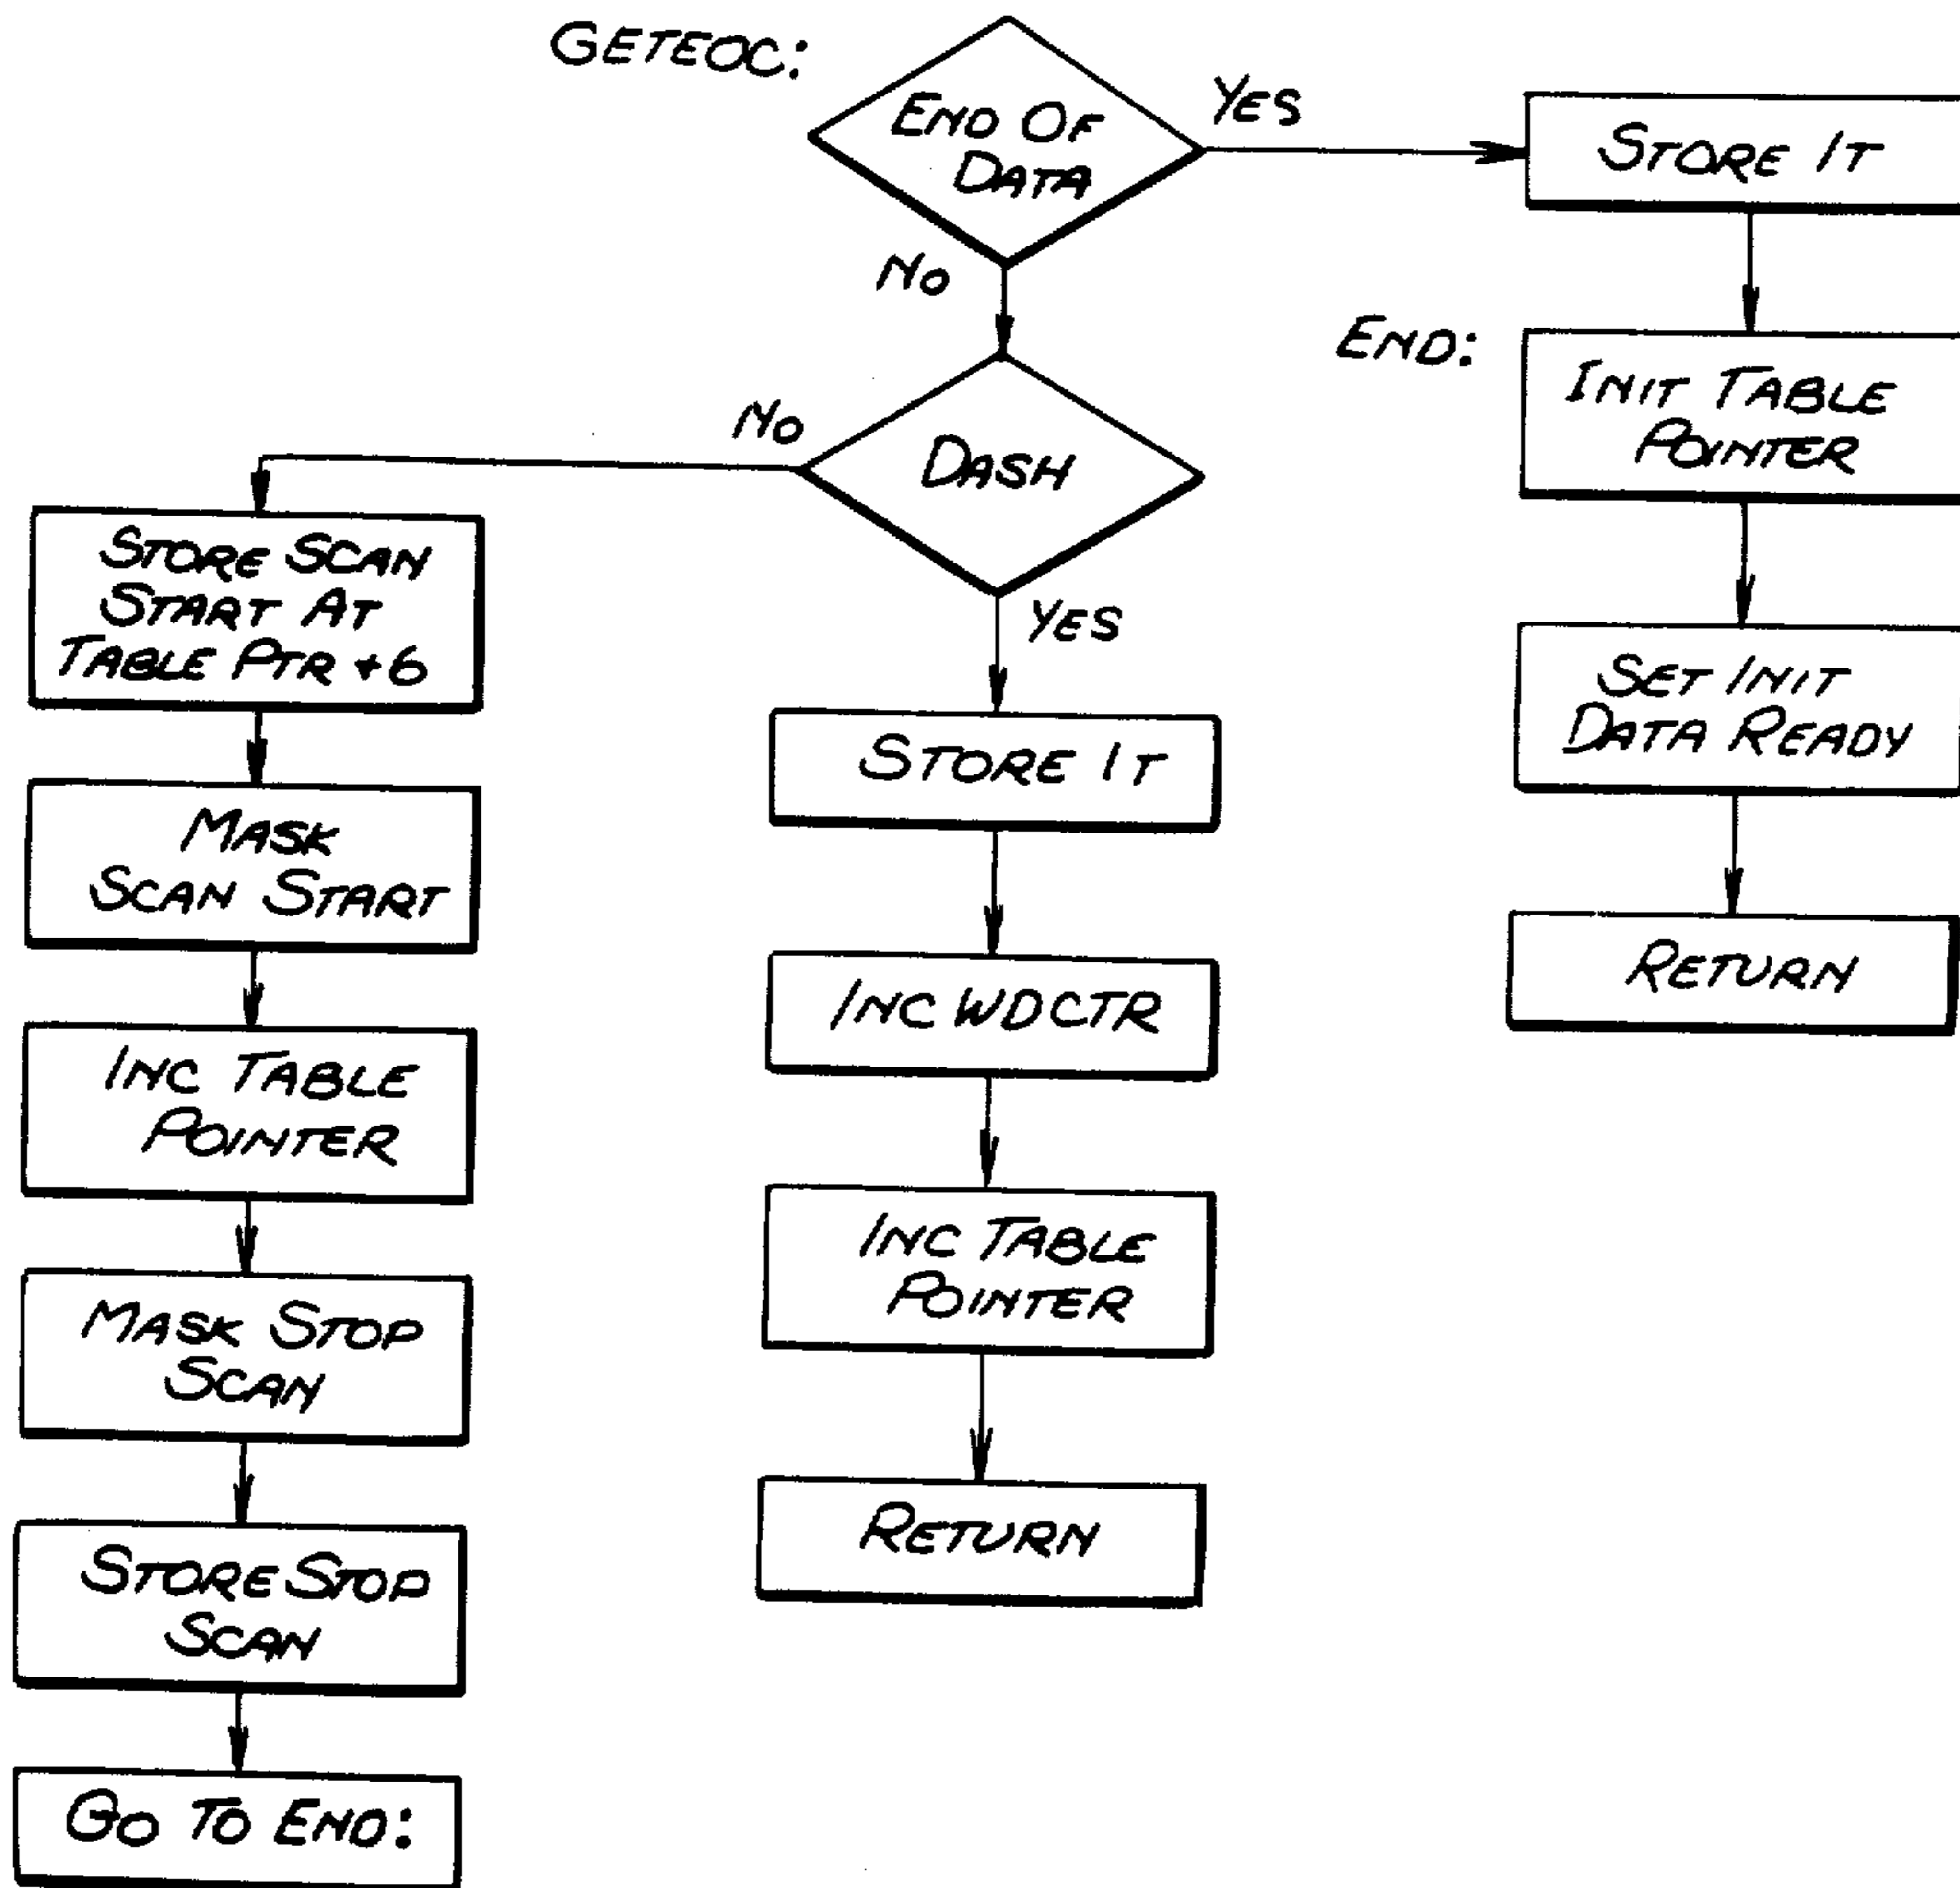 GETEOC:
END OF
DATA
YES
STORE IT
NO
END:
INIT TABLE
POINTER
SET INIT
DATA READY
RETURN
DASH
NO
YES
STORE SCAN
START AT
TABLE PTR +6
MASK
SCAN START
INC TABLE
POINTER
MASK STOP
SCAN
STORE STOP
SCAN
GO TO END:
STORE IT
INC WDCTR
INC TABLE
POINTER
RETURN